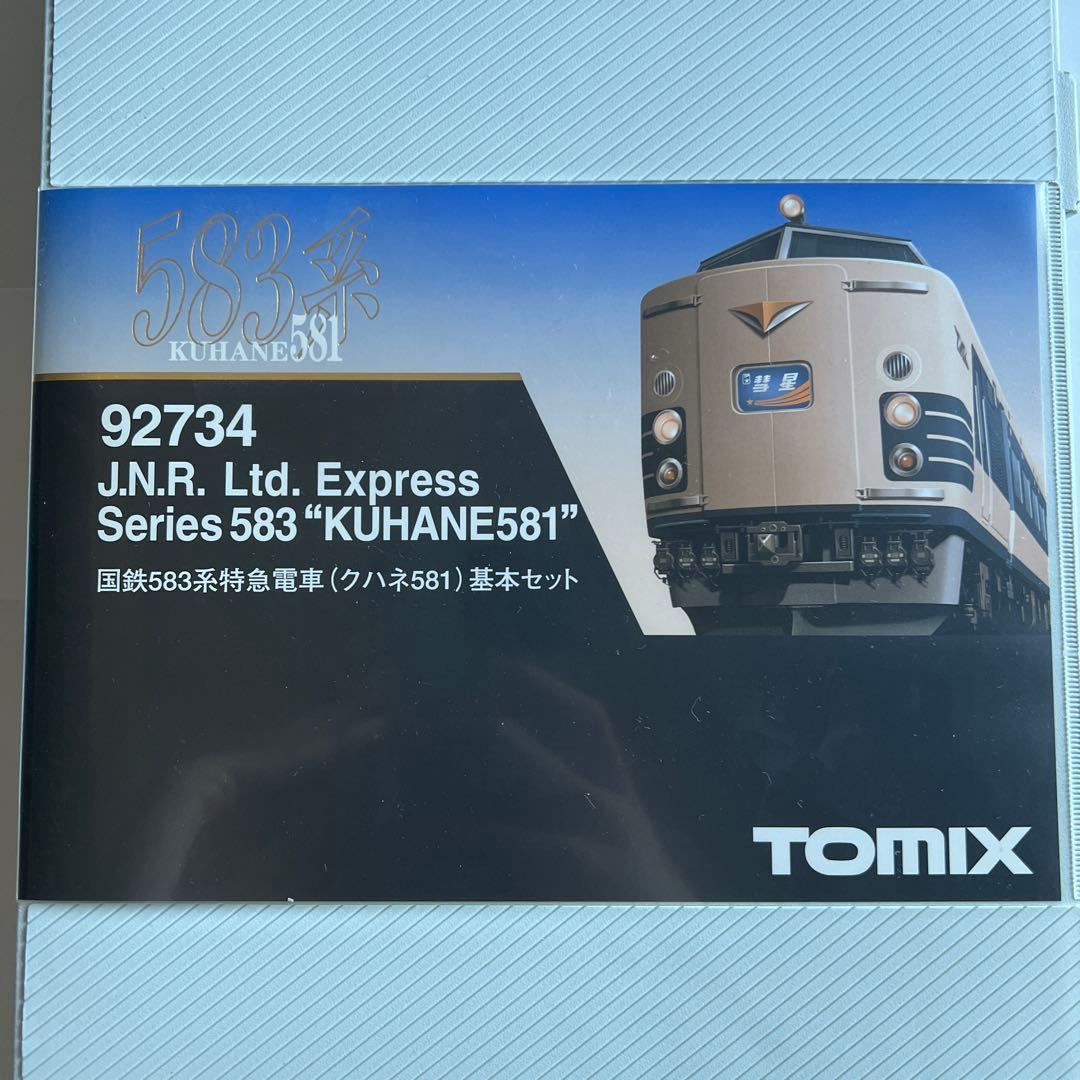 583系
KUHANE581
92734
J.N.R. Ltd. Express
Series 583 “KUHANE581”
国鉄583系特急電車（クハネ581）基本セット
彗星
TOMIX